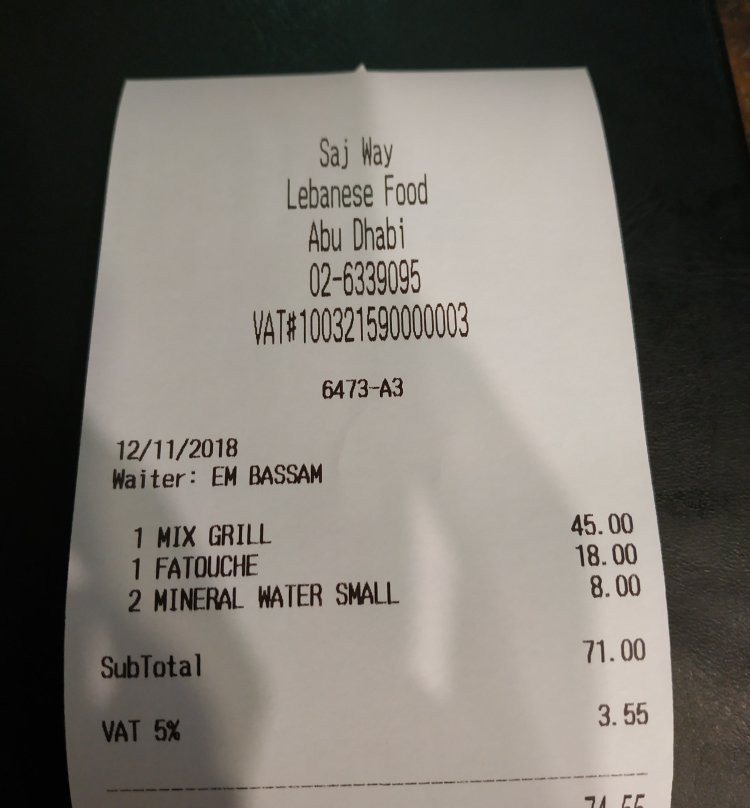 Saj Way
Lebanese Food
Abu Dhabi
02-6339095
VAT#100321590000003
6473-A3
12/11/2018
Waiter: EM BASSAM
1 MIX GRILL 45.00
1 FATOUCHE 18.00
2 MINERAL WATER SMALL 8.00
SubTotal 71.00
VAT 5% 3.55
74.55